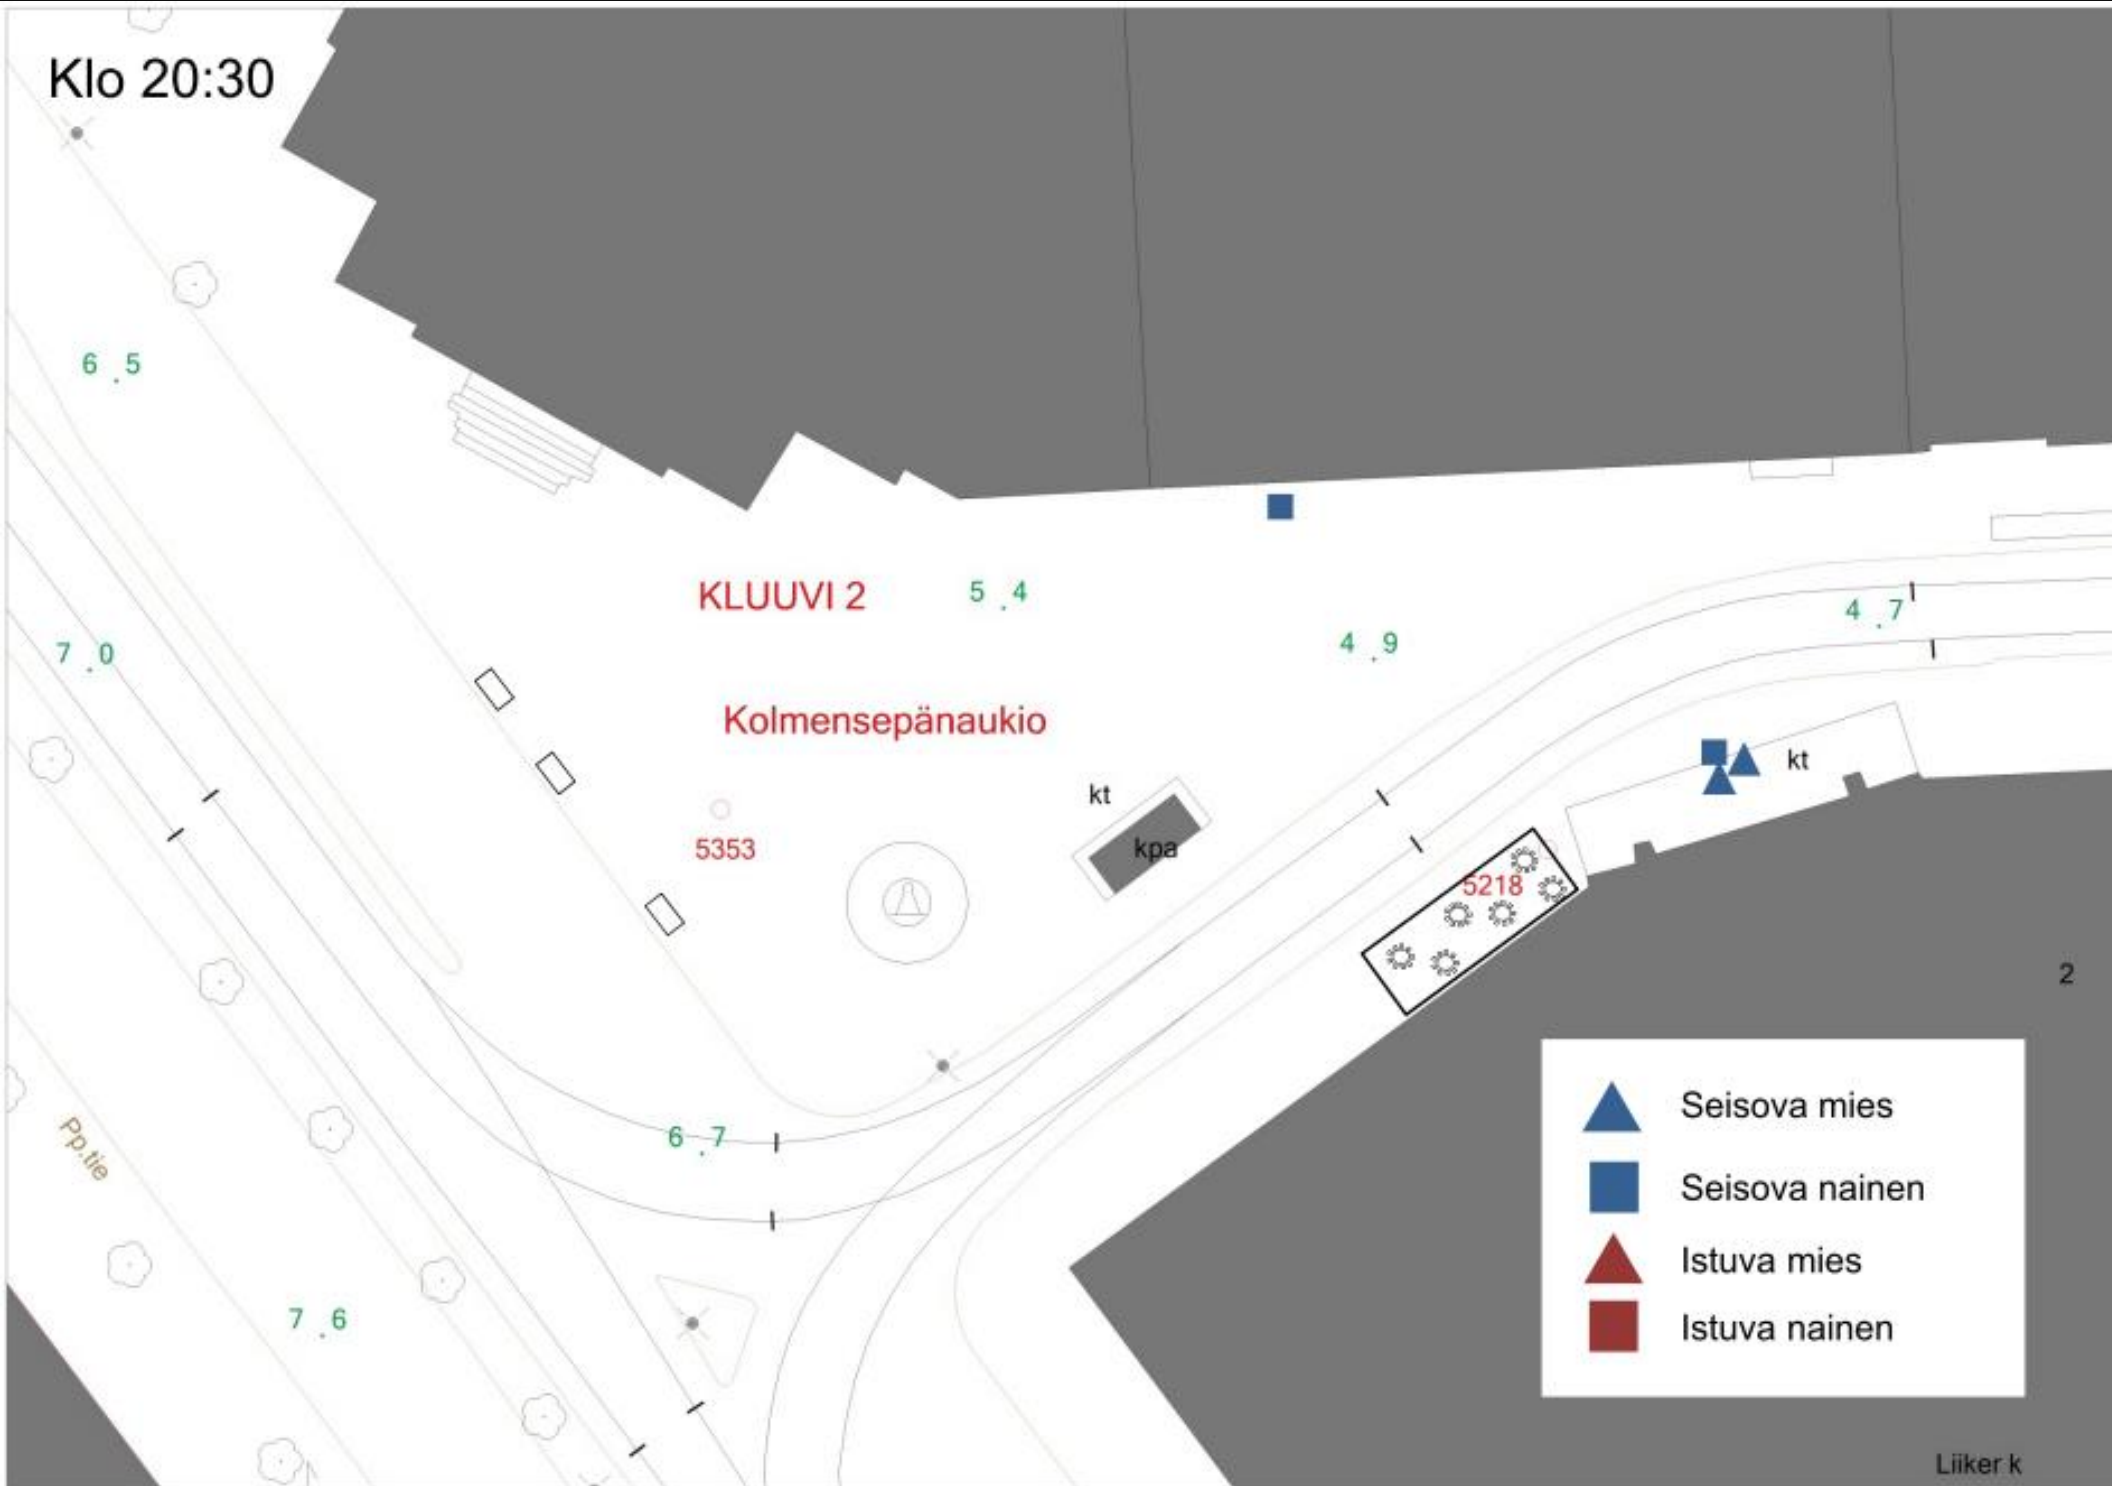 Klo 20:30
6.5
KLUUVI 2
5.4
4.9
4.7
7.0
Kolmensepänaukio
kt
kt
5353
kpa
5218
2
6.7
Pp.tie
7.6
Seisova mies
Seisova nainen
Istuva mies
Istuva nainen
Liiker k